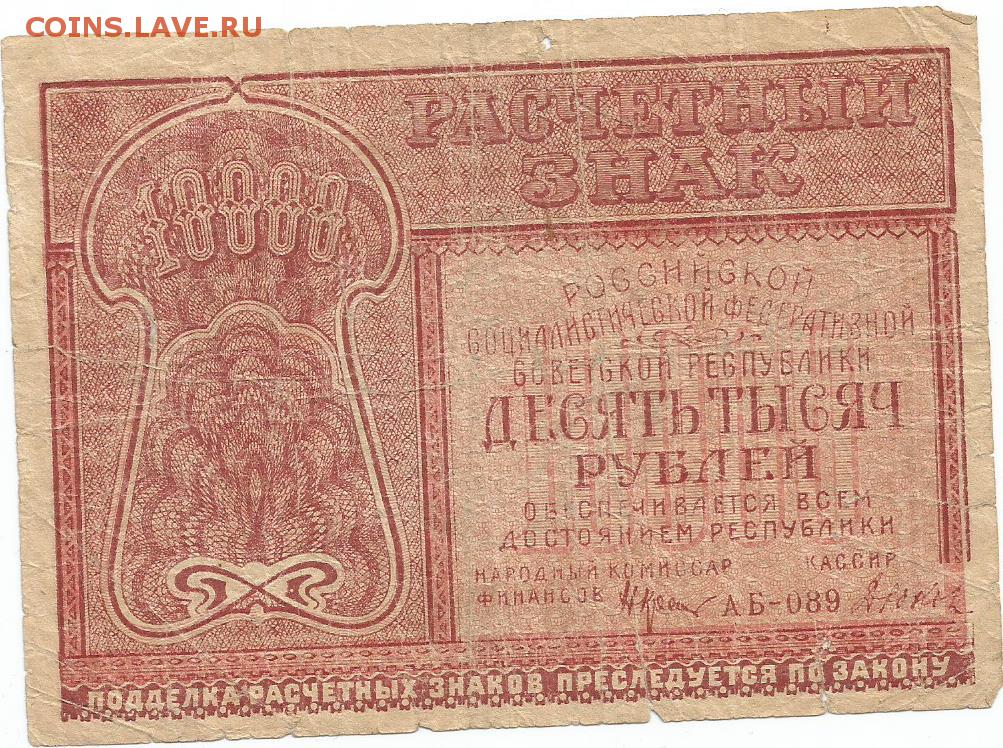 COINS.LAVE.RU
РАСЧЕТНЫЙ
ЗНАК
10000
10000
РОССИЙСКОЙ
СОЦИАЛИСТИЧЕСКОЙ ФЕДЕРАТИВНОЙ
СОВЕТСКОЙ РЕСПУБЛИКИ
ДЕСЯТЬ ТЫСЯЧ
РУБЛЕЙ
ОБЕСПЕЧИВАЕТСЯ ВСЕМ
ДОСТОЯНИЕМ РЕСПУБЛИКИ
НАРОДНЫЙ КОМИССАР КАССИР
ФИНАНСОВ АБ-089
ПОДДЕЛКА РАСЧЕТНЫХ ЗНАКОВ ПРЕСЛЕДУЕТСЯ ПО ЗАКОНУ